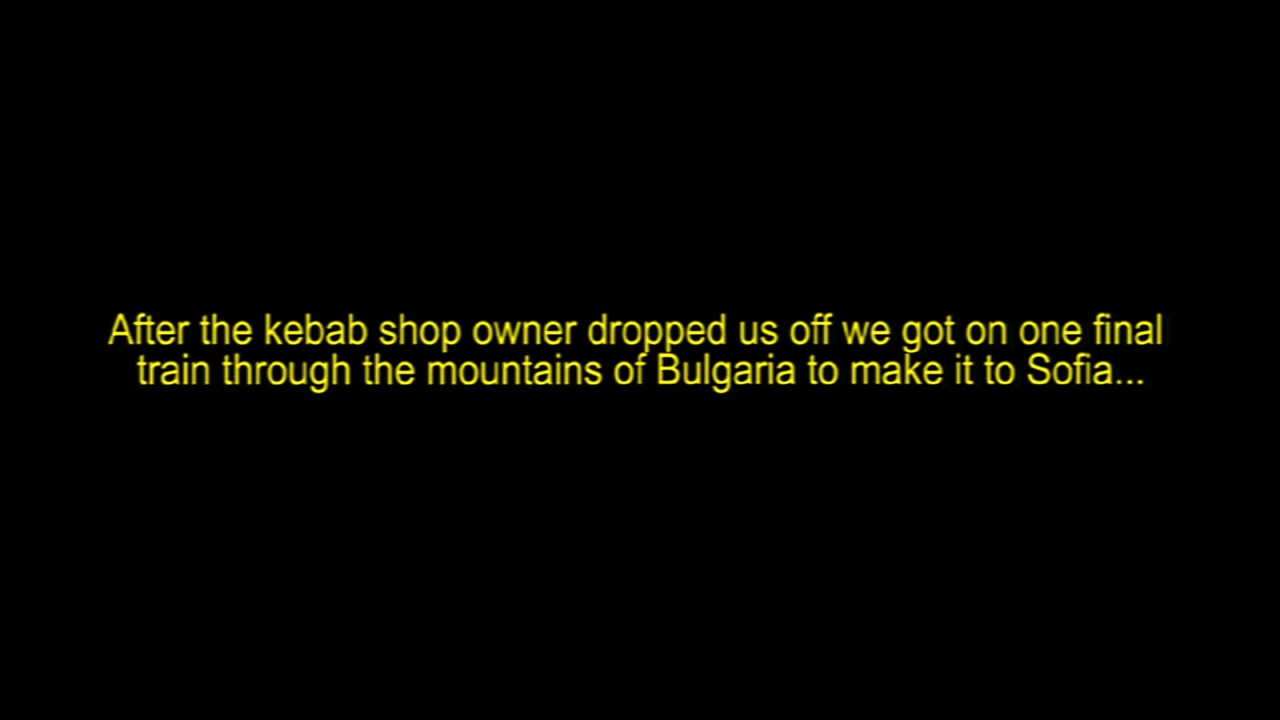 After the kebab shop owner dropped us off we got on one final
train through the mountains of Bulgaria to make it to Sofia...